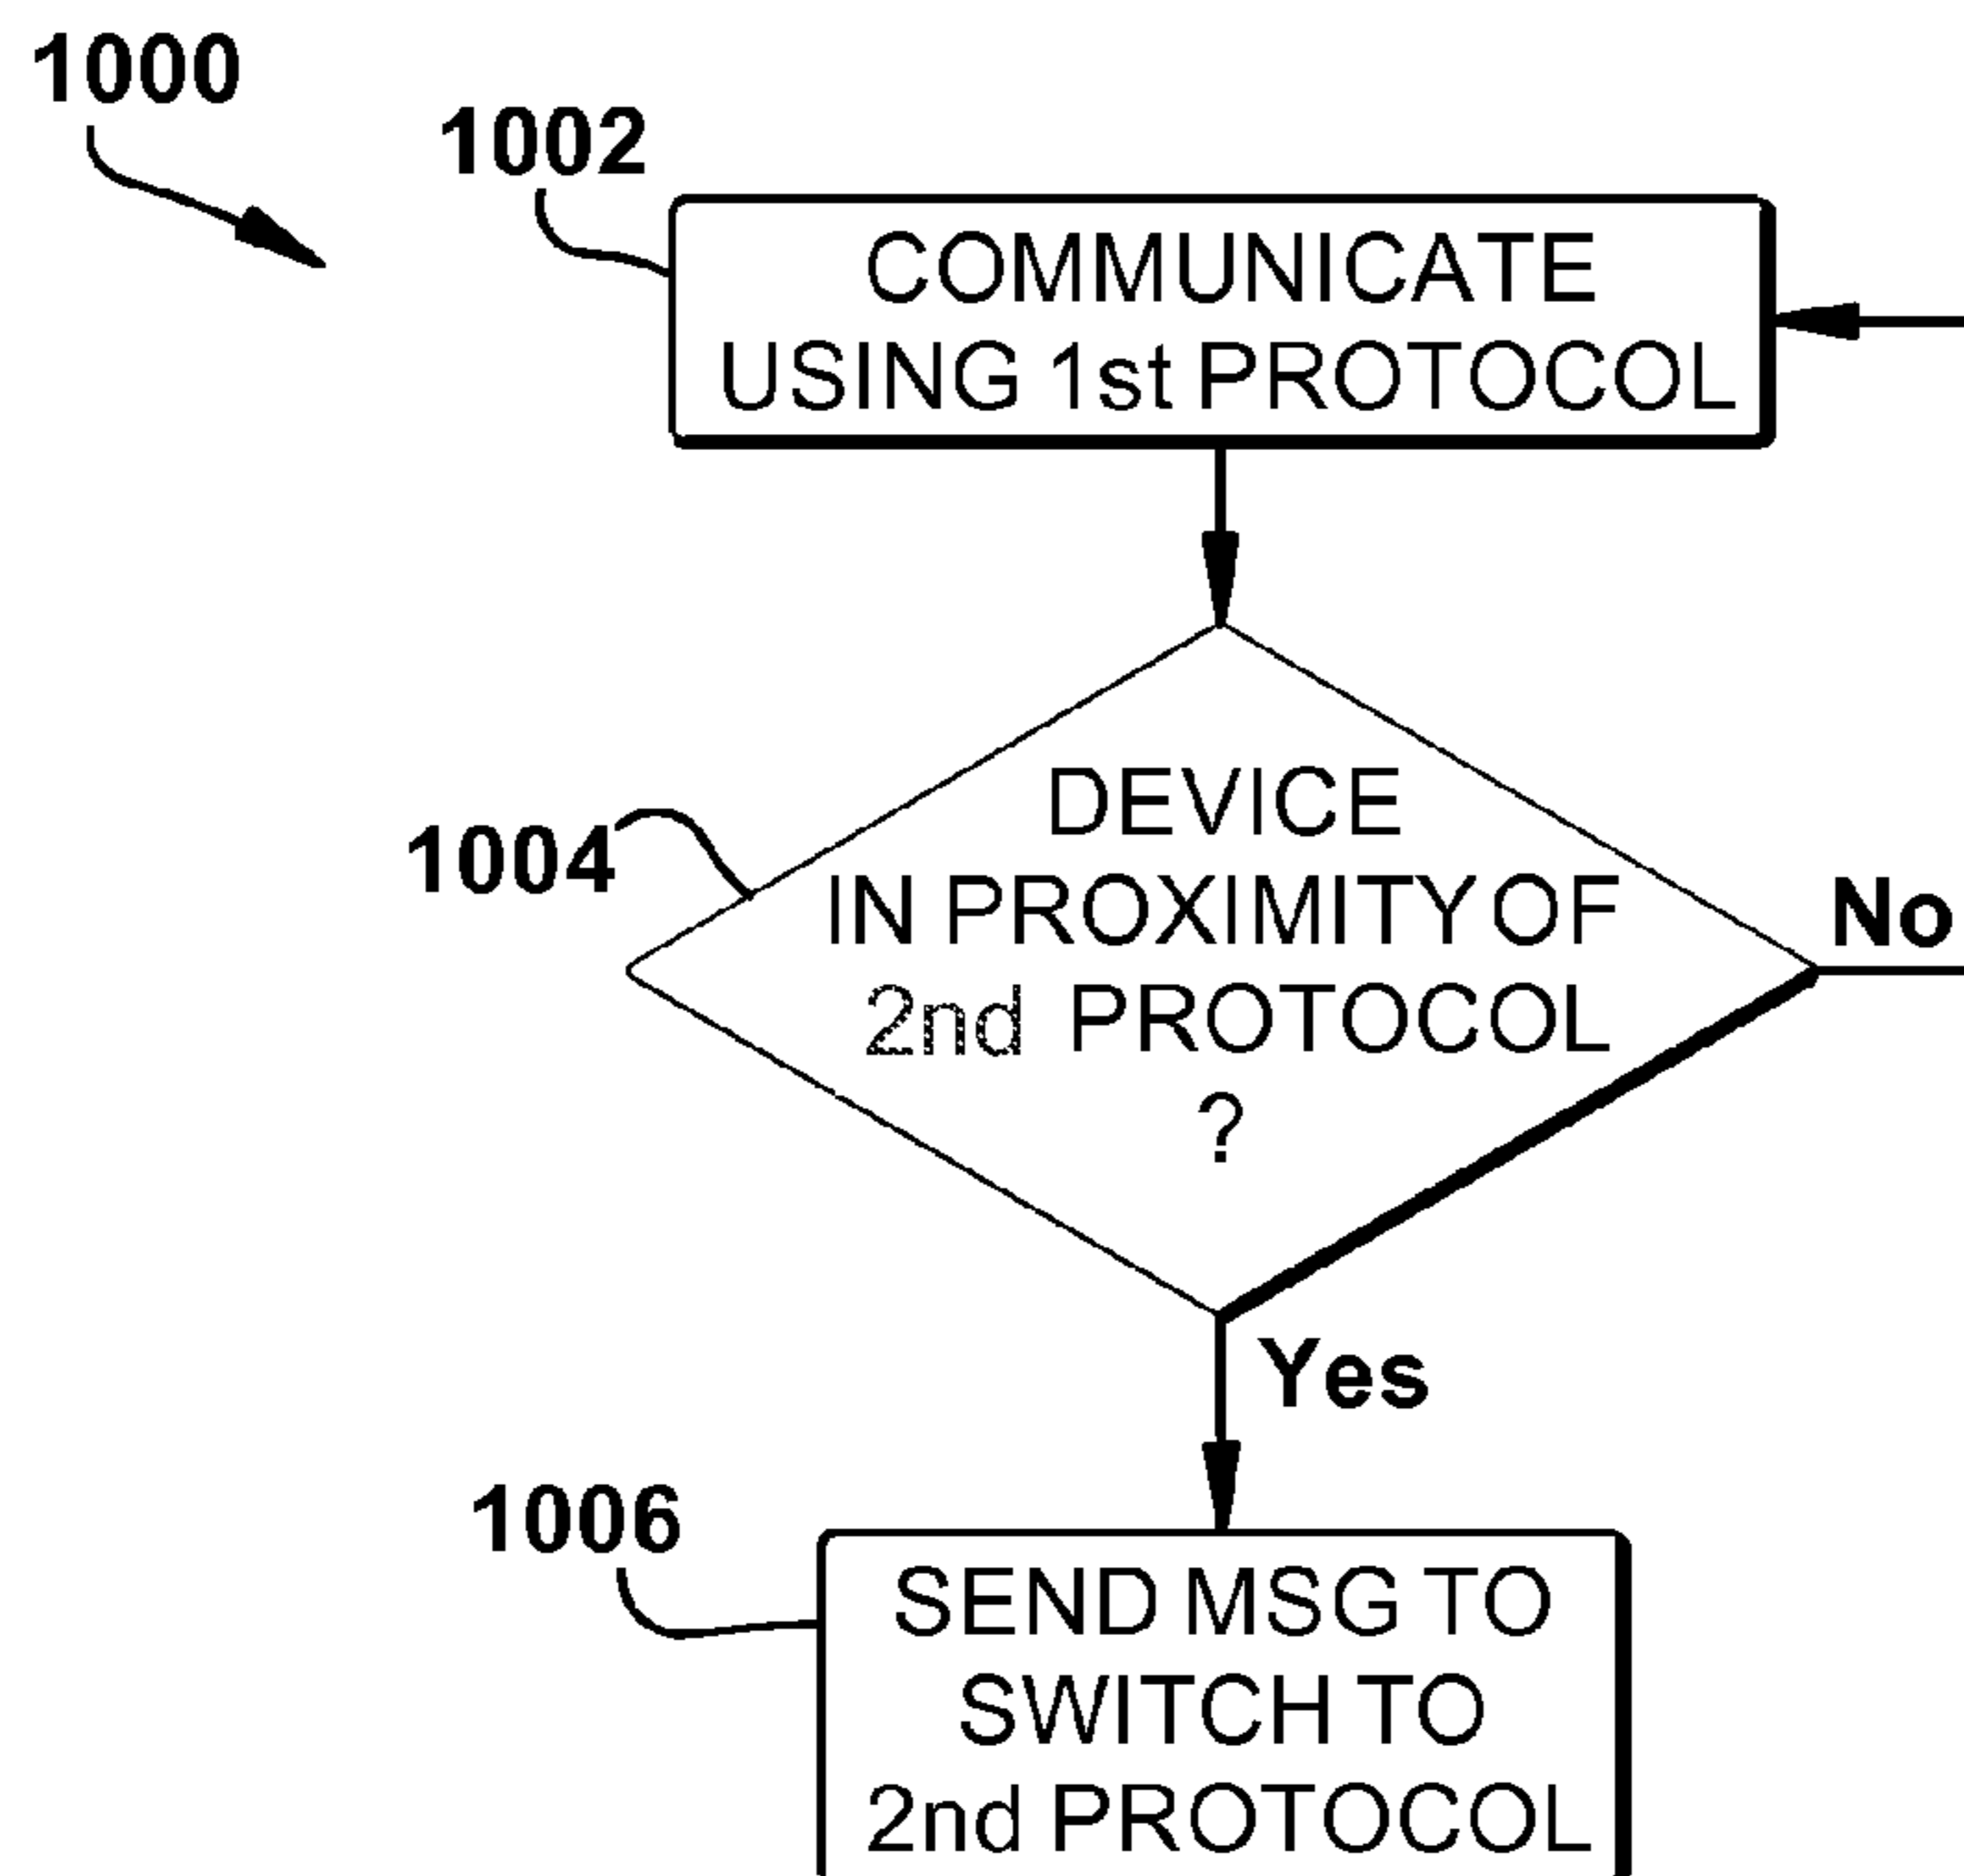 1000
1002
COMMUNICATE
USING 1st PROTOCOL
1004
DEVICE
IN PROXIMITY OF
2nd PROTOCOL
?
No
Yes
1006
SEND MSG TO
SWITCH TO
2nd PROTOCOL